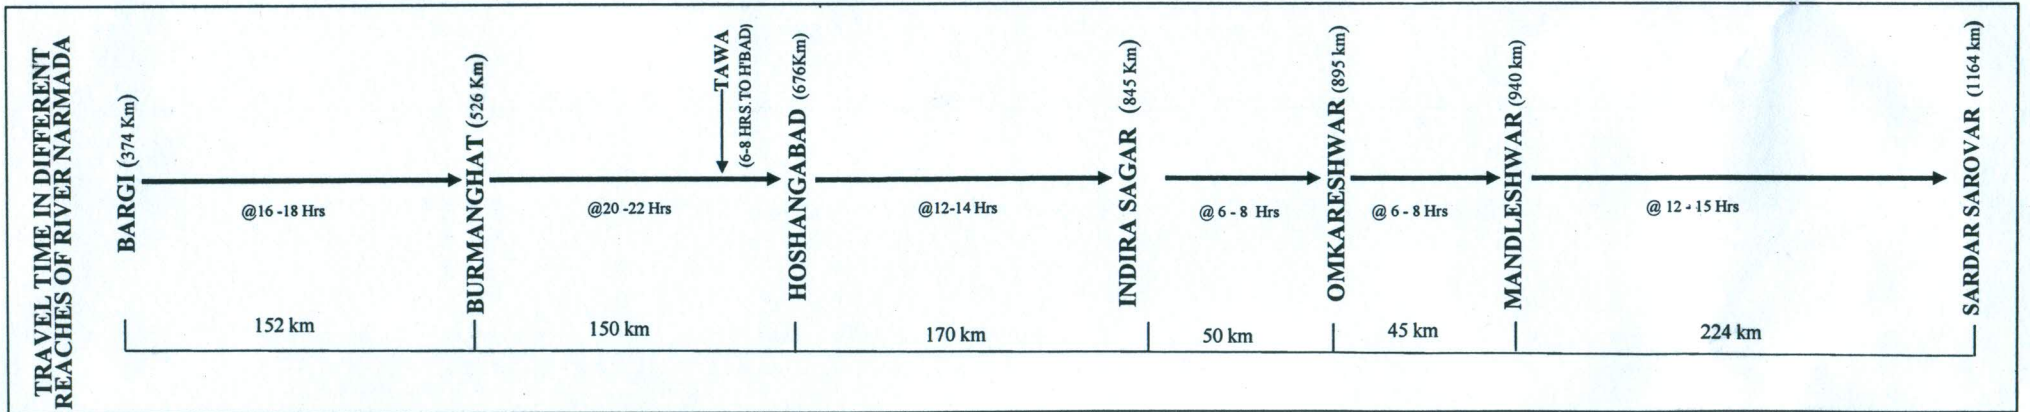 TRAVEL TIME IN DIFFERENT
REACHES OF RIVER NARMADA
BARGI (374 Km)
@16 -18 Hrs
152 km
BURMANGHAT (526 Km)
@20 -22 Hrs
150 km
TAWA
(6-8 HRS. TO H'BAD)
HOSHANGABAD (676Km)
@12-14 Hrs
170 km
INDIRA SAGAR (845 Km)
@ 6 - 8 Hrs
50 km
OMKARESHWAR (895 km)
@ 6 - 8 Hrs
45 km
MANDLESHWAR (940 km)
@ 12 - 15 Hrs
224 km
SARDAR SAROVAR (1164 km)